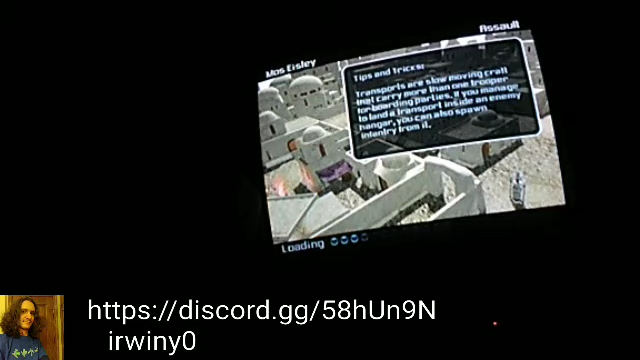 Mos Eisley
Assault
Tips and Tricks:
Transports are slow moving craft
that carry more than one trooper
for boarding parties. If you manage
to land a transport inside an enemy
hangar, you can also spawn
infantry from it.
Loading
https://discord.gg/58hUn9N
irwiny0